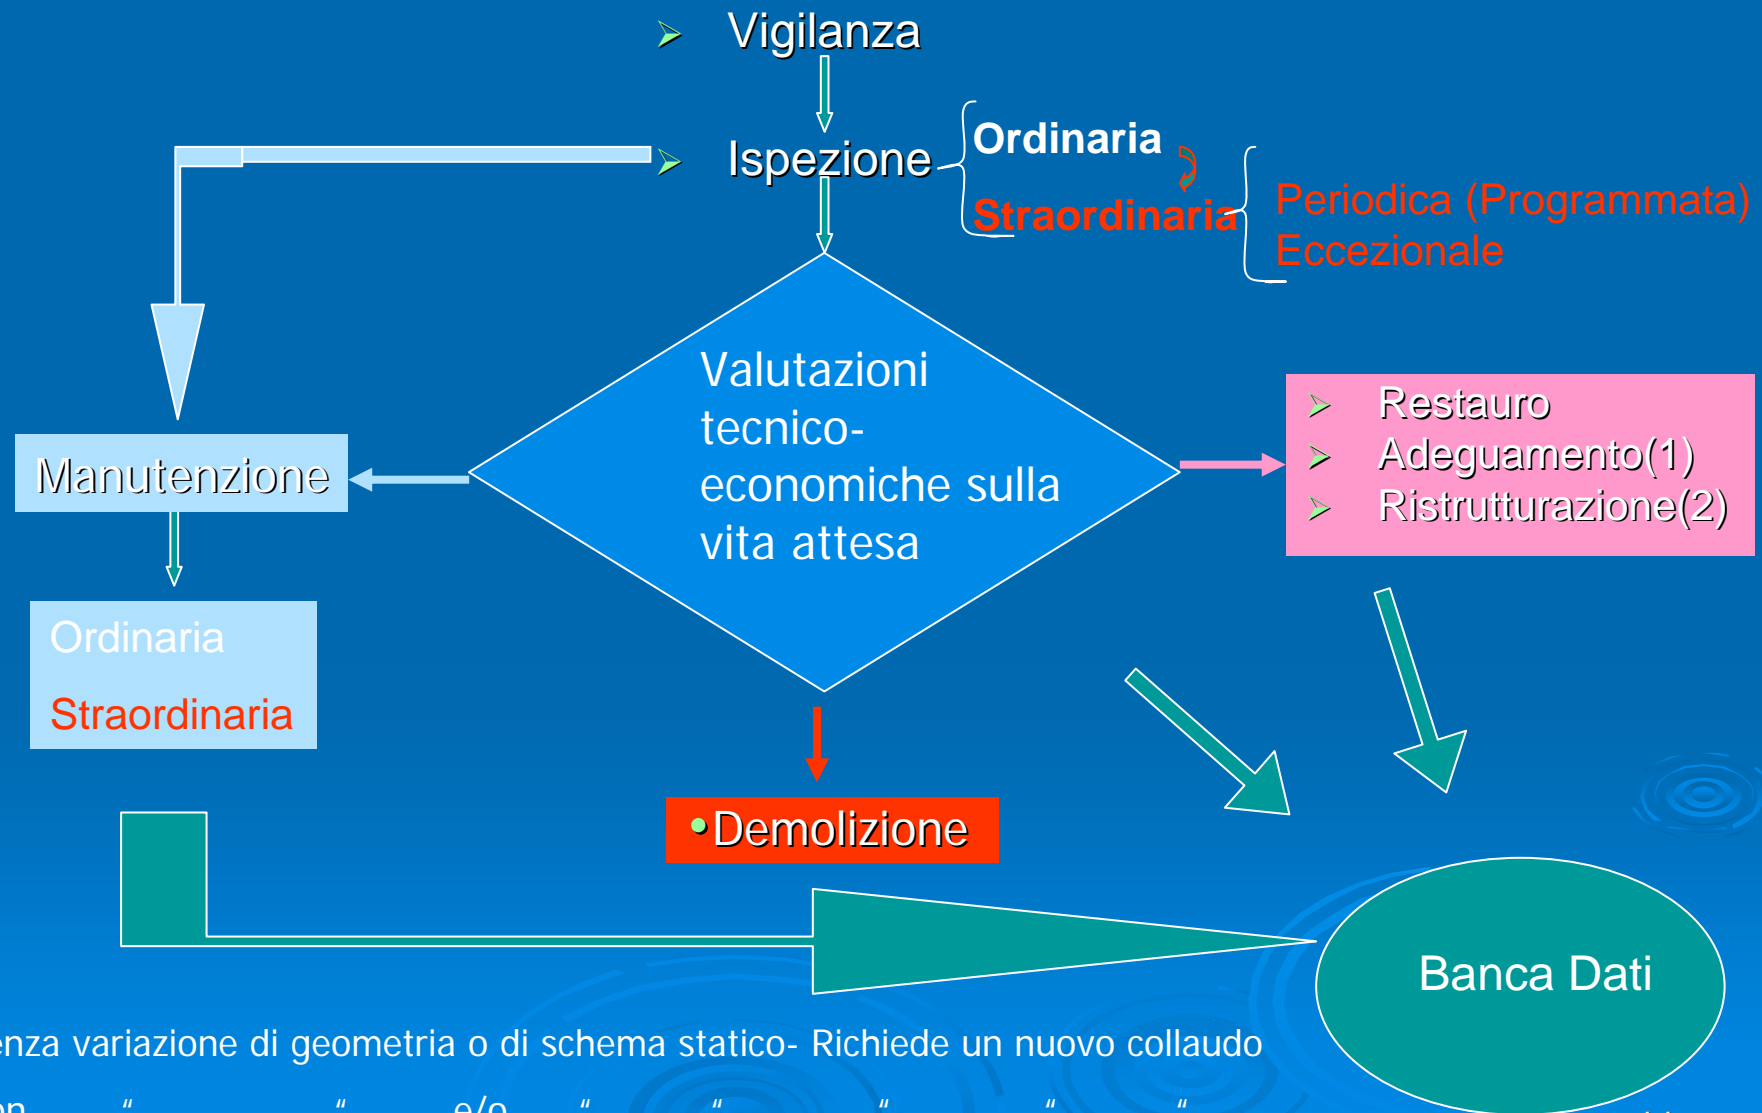 Vigilanza
Ispezione
Ordinaria
Straordinaria
Periodica (Programmata)
Eccezionale
Valutazioni
tecnico-
economiche sulla
vita attesa
Restauro
Adeguamento(1)
Ristrutturazione(2)
Manutenzione
Ordinaria
Straordinaria
•Demolizione
Banca Dati
variazione di geometria o di schema statico- Richiede un nuovo collaudo
“ “ e/o “ “ “ “ “